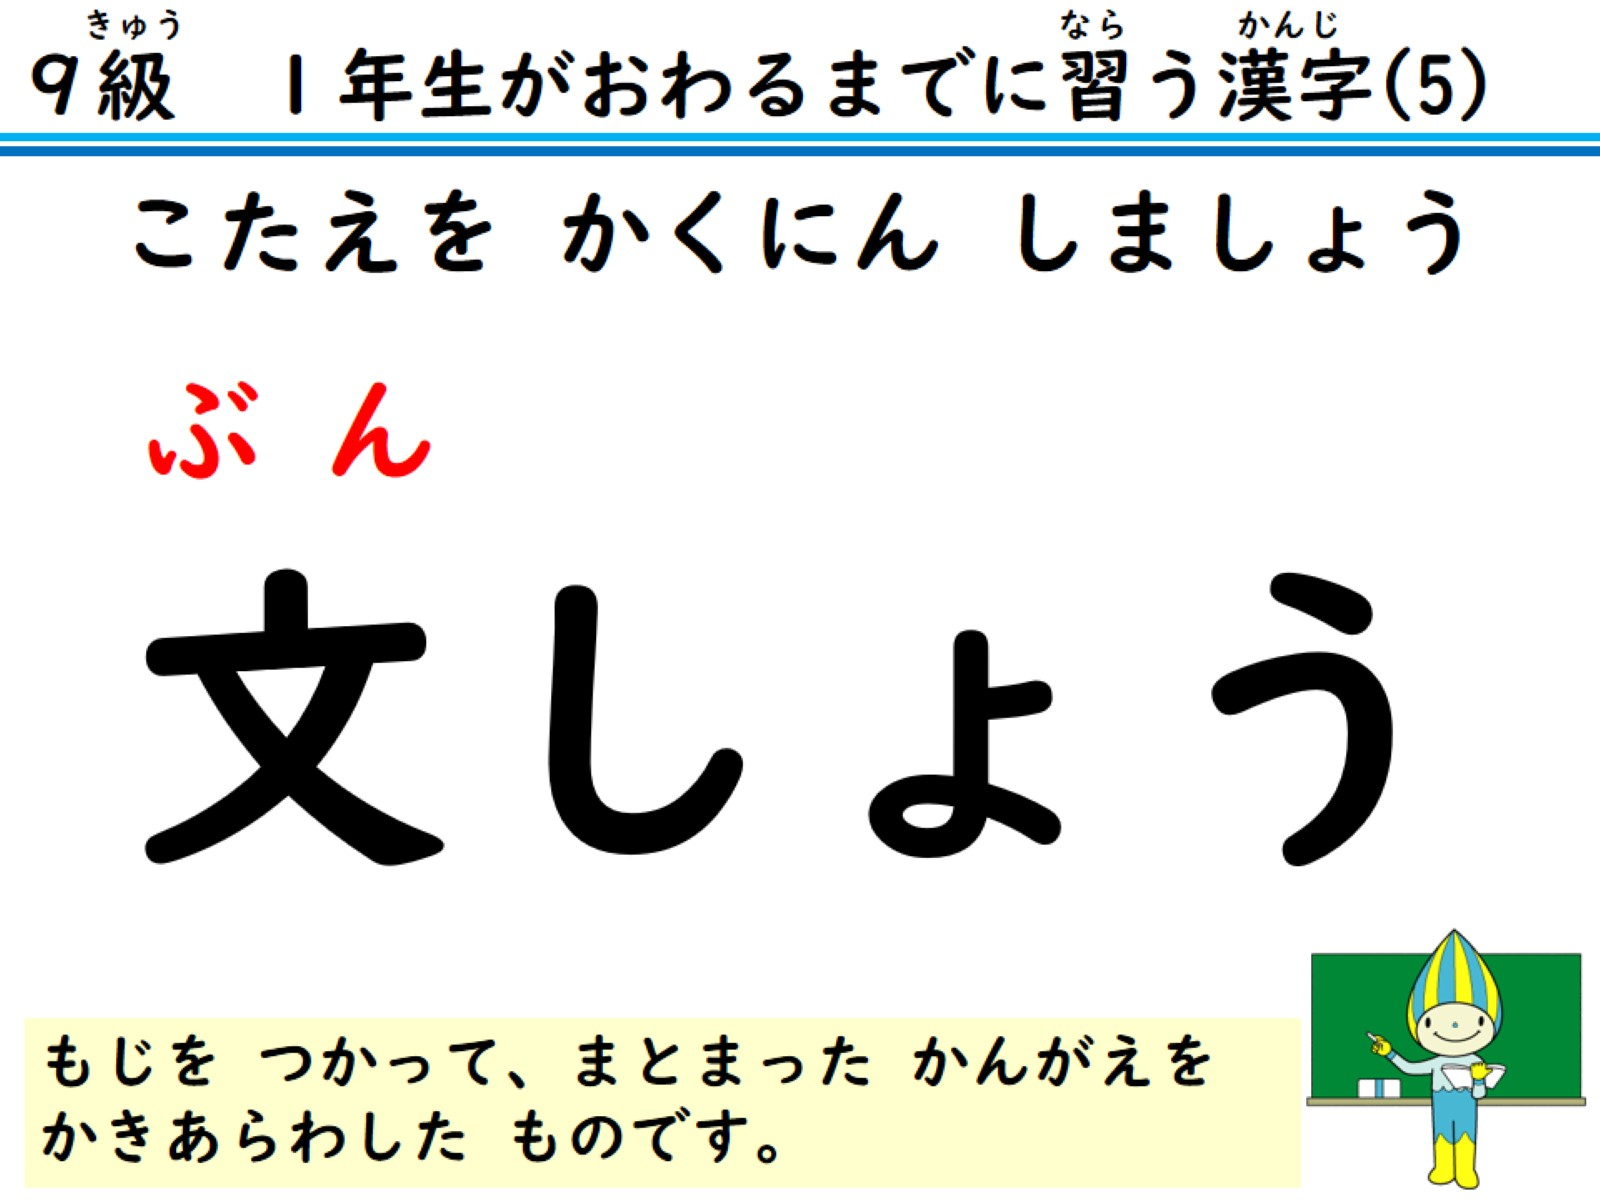 きゅう なら かんじ
9級 1年生がおわるまでに習う漢字(5)
こたえを かくにん しましょう
ぶん
文しょう
もじを つかって、まとまった かんがえを
かきあらわした ものです。